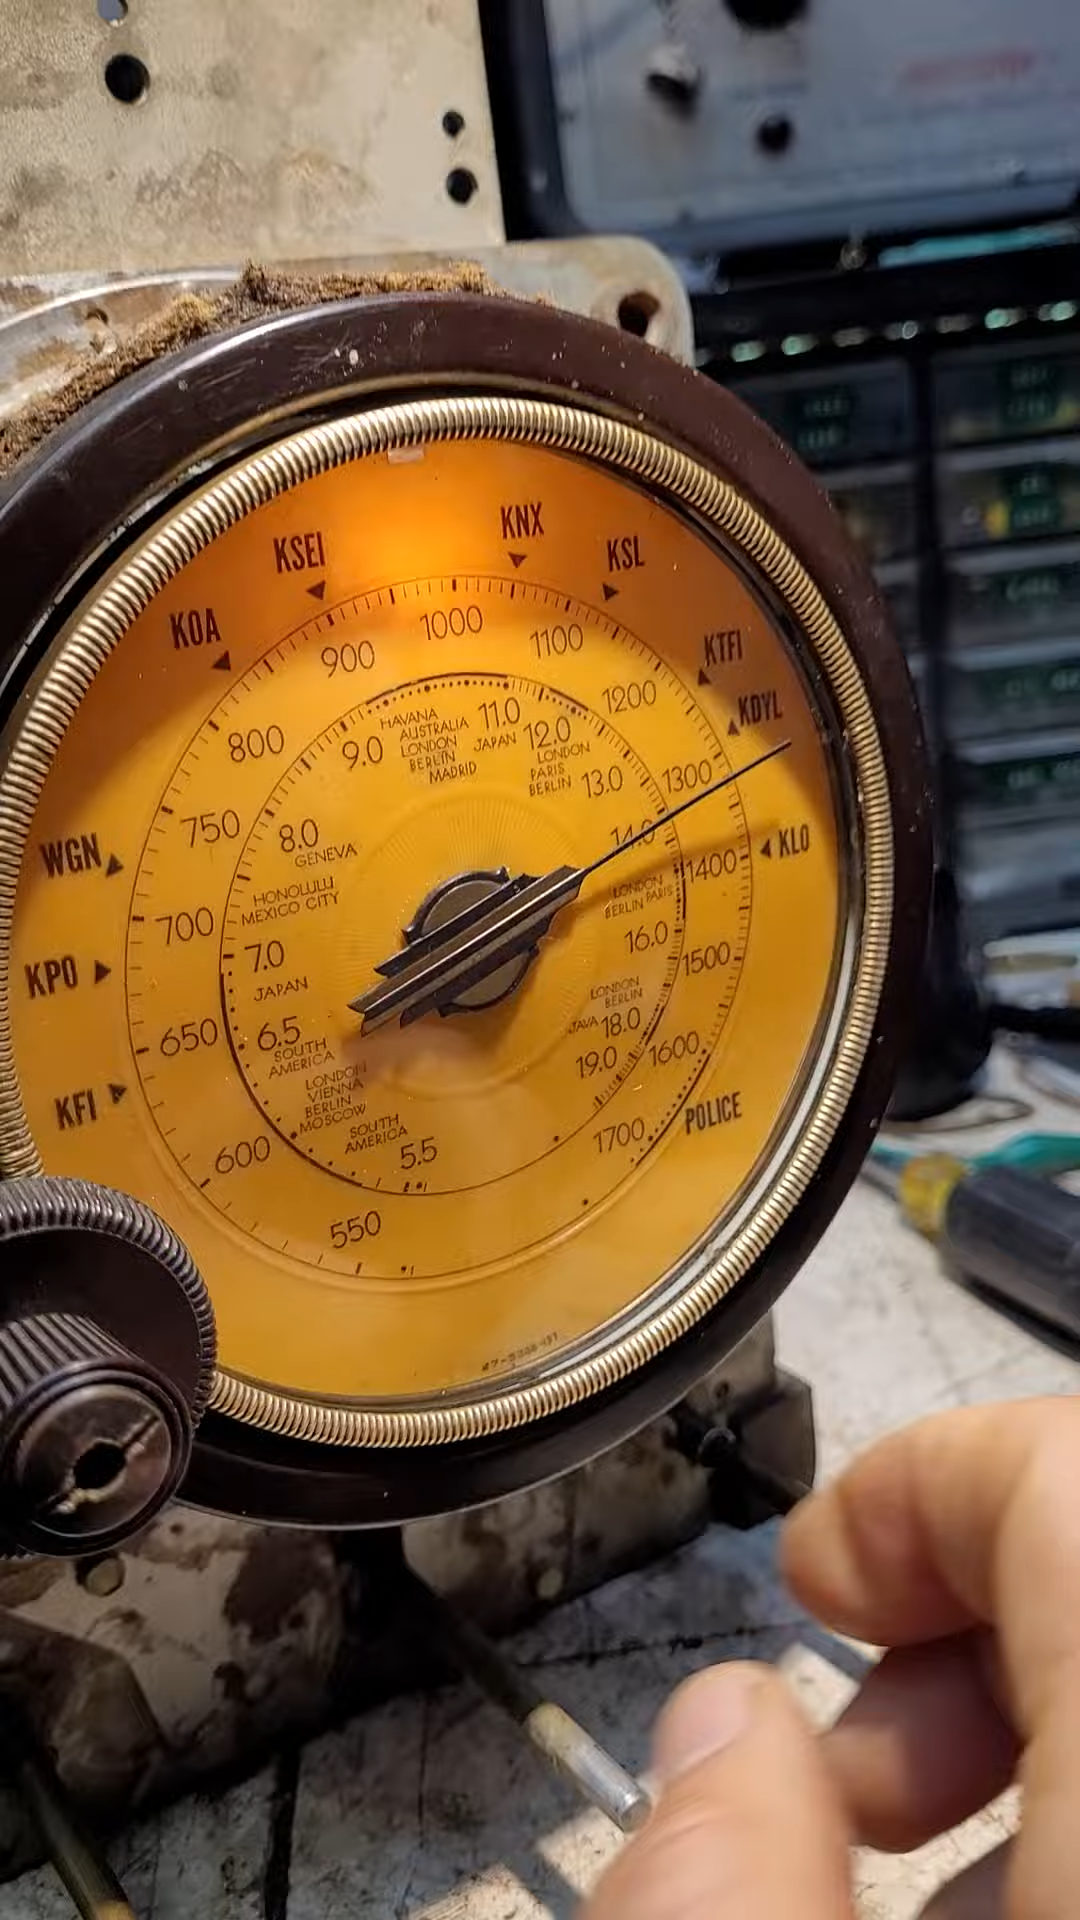 KSEI
KNX
KSL
KOA
KTFI
KDYL
WGN
KLO
KPO
KFI
POLICE
550
600
650
700
750
800
900
1000
1100
1200
1300
1400
1500
1600
1700
5.5
SOUTH
AMERICA
LONDON
VIENNA
BERLIN
MOSCOW
SOUTH
AMERICA
6.5
JAPAN
7.0
HONOLULU
MEXICO CITY
8.0
GENEVA
9.0
HAVANA
AUSTRALIA
LONDON
BERLIN
MADRID
11.0
JAPAN
12.0
LONDON
PARIS
BERLIN
13.0
14.0
LONDON
BERLIN PARIS
16.0
LONDON
BERLIN
JAVA 18.0
19.0